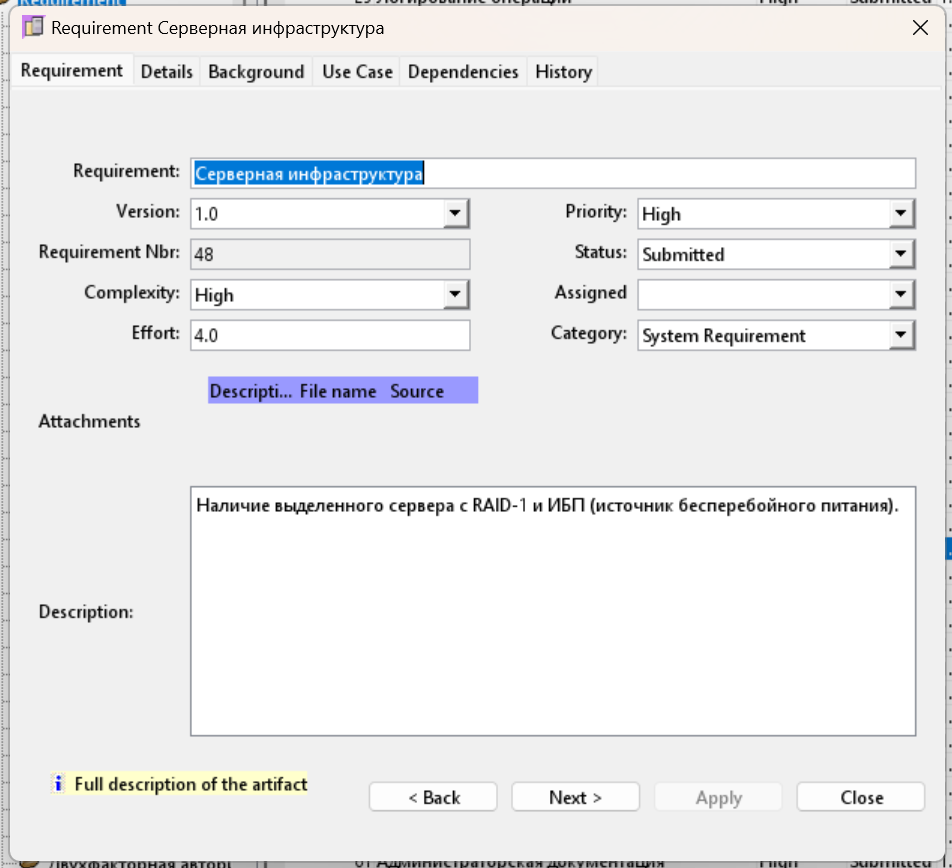 Requirement
Requirement Серверная инфраструктура
Requirement Details Background Use Case Dependencies History
Requirement: Серверная инфраструктура
Version: 1.0 Priority: High
Requirement Nbr: 48 Status: Submitted
Complexity: High Assigned
Effort: 4.0 Category: System Requirement
Descripti... File name Source
Attachments
Наличие выделенного сервера с RAID-1 и ИБП (источник бесперебойного питания).
Description:
Full description of the artifact
< Back Next > Apply Close